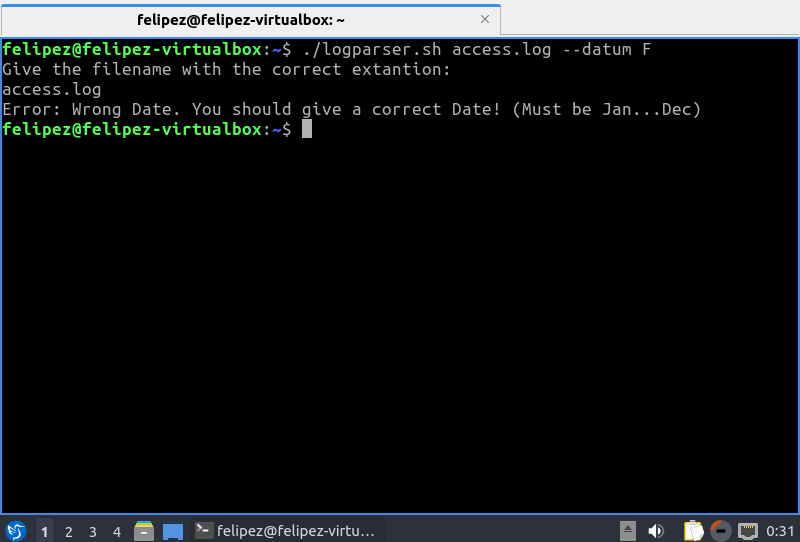 felipez@felipez-virtualbox: ~
felipez@felipez-virtualbox:~$ ./logparser.sh access.log --datum F
Give the filename with the correct extantion:
access.log
Error: Wrong Date. You should give a correct Date! (Must be Jan...Dec)
felipez@felipez-virtualbox:~$
1 2 3 4 felipez@felipez-virtu... 0:31